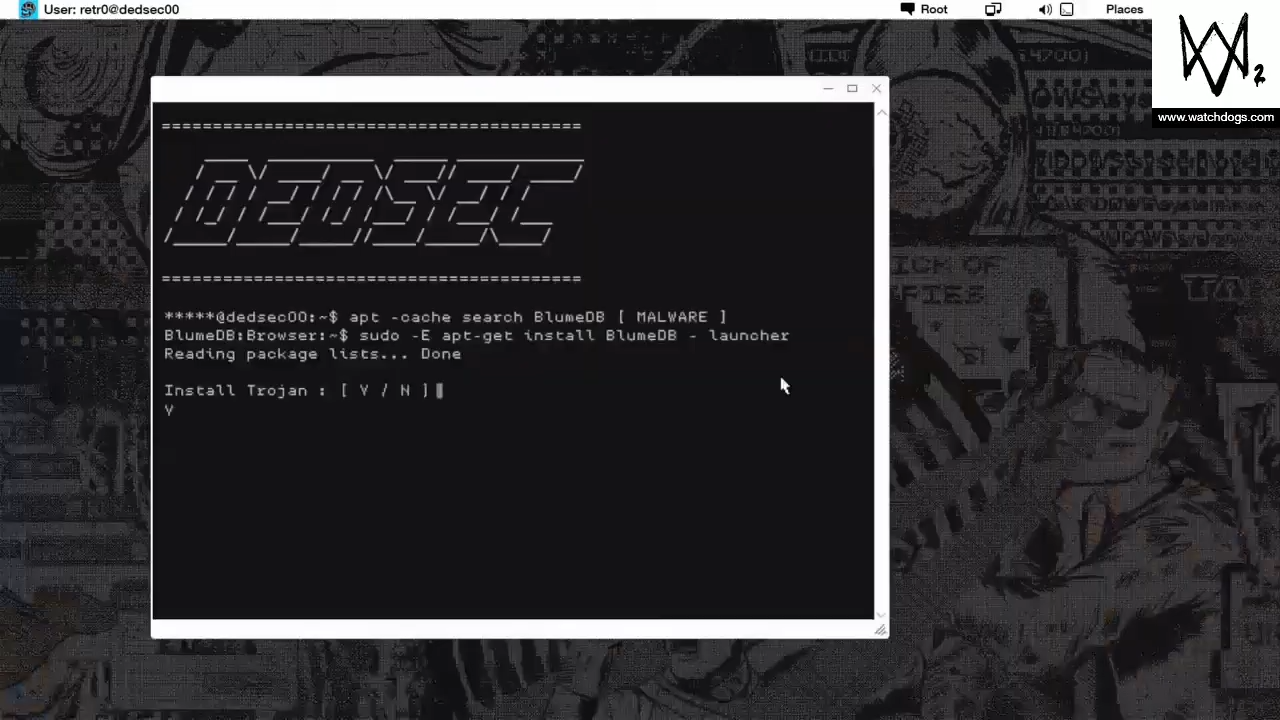 User: retr0@dedsec00
Root
Places
2
www.watchdogs.com
=========================================
DEDSEC
=========================================
*****@dedsec00:~$ apt -cache search BlumeDB [ MALWARE ]
BlumeDB:Browser:~$ sudo -E apt-get install BlumeDB - launcher
Reading package lists... Done
Install Trojan : [ Y / N ]
Y